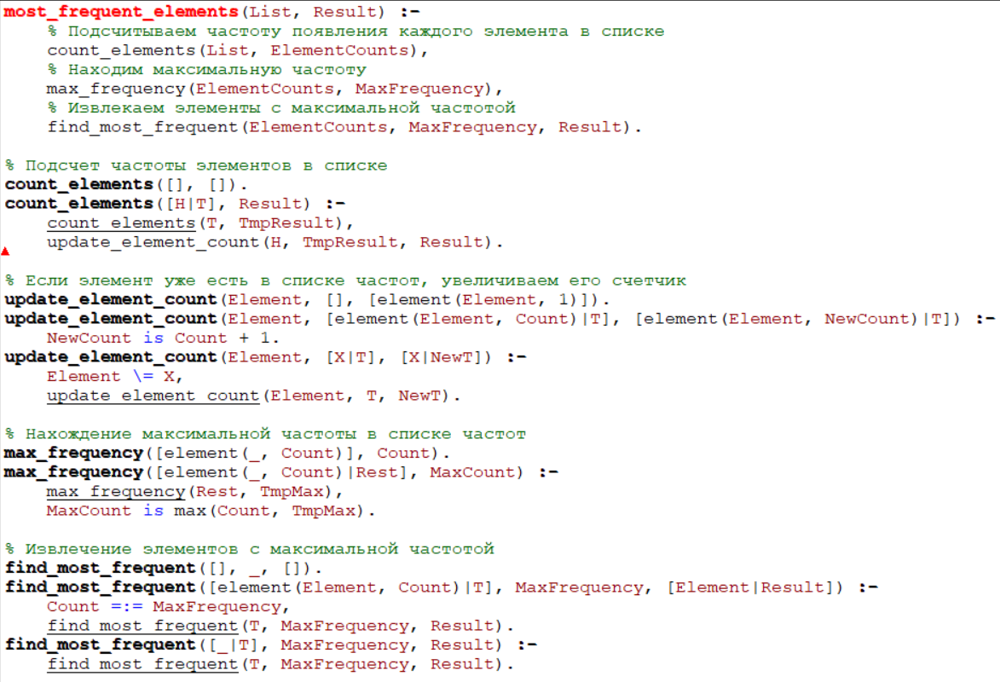 most_frequent_elements(List, Result) :-
    % Подсчитываем частоту появления каждого элемента в списке
    count_elements(List, ElementCounts),
    % Находим максимальную частоту
    max_frequency(ElementCounts, MaxFrequency),
    % Извлекаем элементы с максимальной частотой
    find_most_frequent(ElementCounts, MaxFrequency, Result).

% Подсчет частоты элементов в списке
count_elements([], []).
count_elements([H|T], Result) :-
    count_elements(T, TmpResult),
    update_element_count(H, TmpResult, Result).

% Если элемент уже есть в списке частот, увеличиваем его счетчик
update_element_count(Element, [], [element(Element, 1)]).
update_element_count(Element, [element(Element, Count)|T], [element(Element, NewCount)|T]) :-
    NewCount is Count + 1.
update_element_count(Element, [X|T], [X|NewT]) :-
    Element \= X,
    update_element_count(Element, T, NewT).

% Нахождение максимальной частоты в списке частот
max_frequency([element(_, Count)], Count).
max_frequency([element(_, Count)|Rest], MaxCount) :-
    max_frequency(Rest, TmpMax),
    MaxCount is max(Count, TmpMax).

% Извлечение элементов с максимальной частотой
find_most_frequent([], _, []).
find_most_frequent([element(Element, Count)|T], MaxFrequency, [Element|Result]) :-
    Count =:= MaxFrequency,
    find_most_frequent(T, MaxFrequency, Result).
find_most_frequent([_|T], MaxFrequency, Result) :-
    find_most_frequent(T, MaxFrequency, Result).